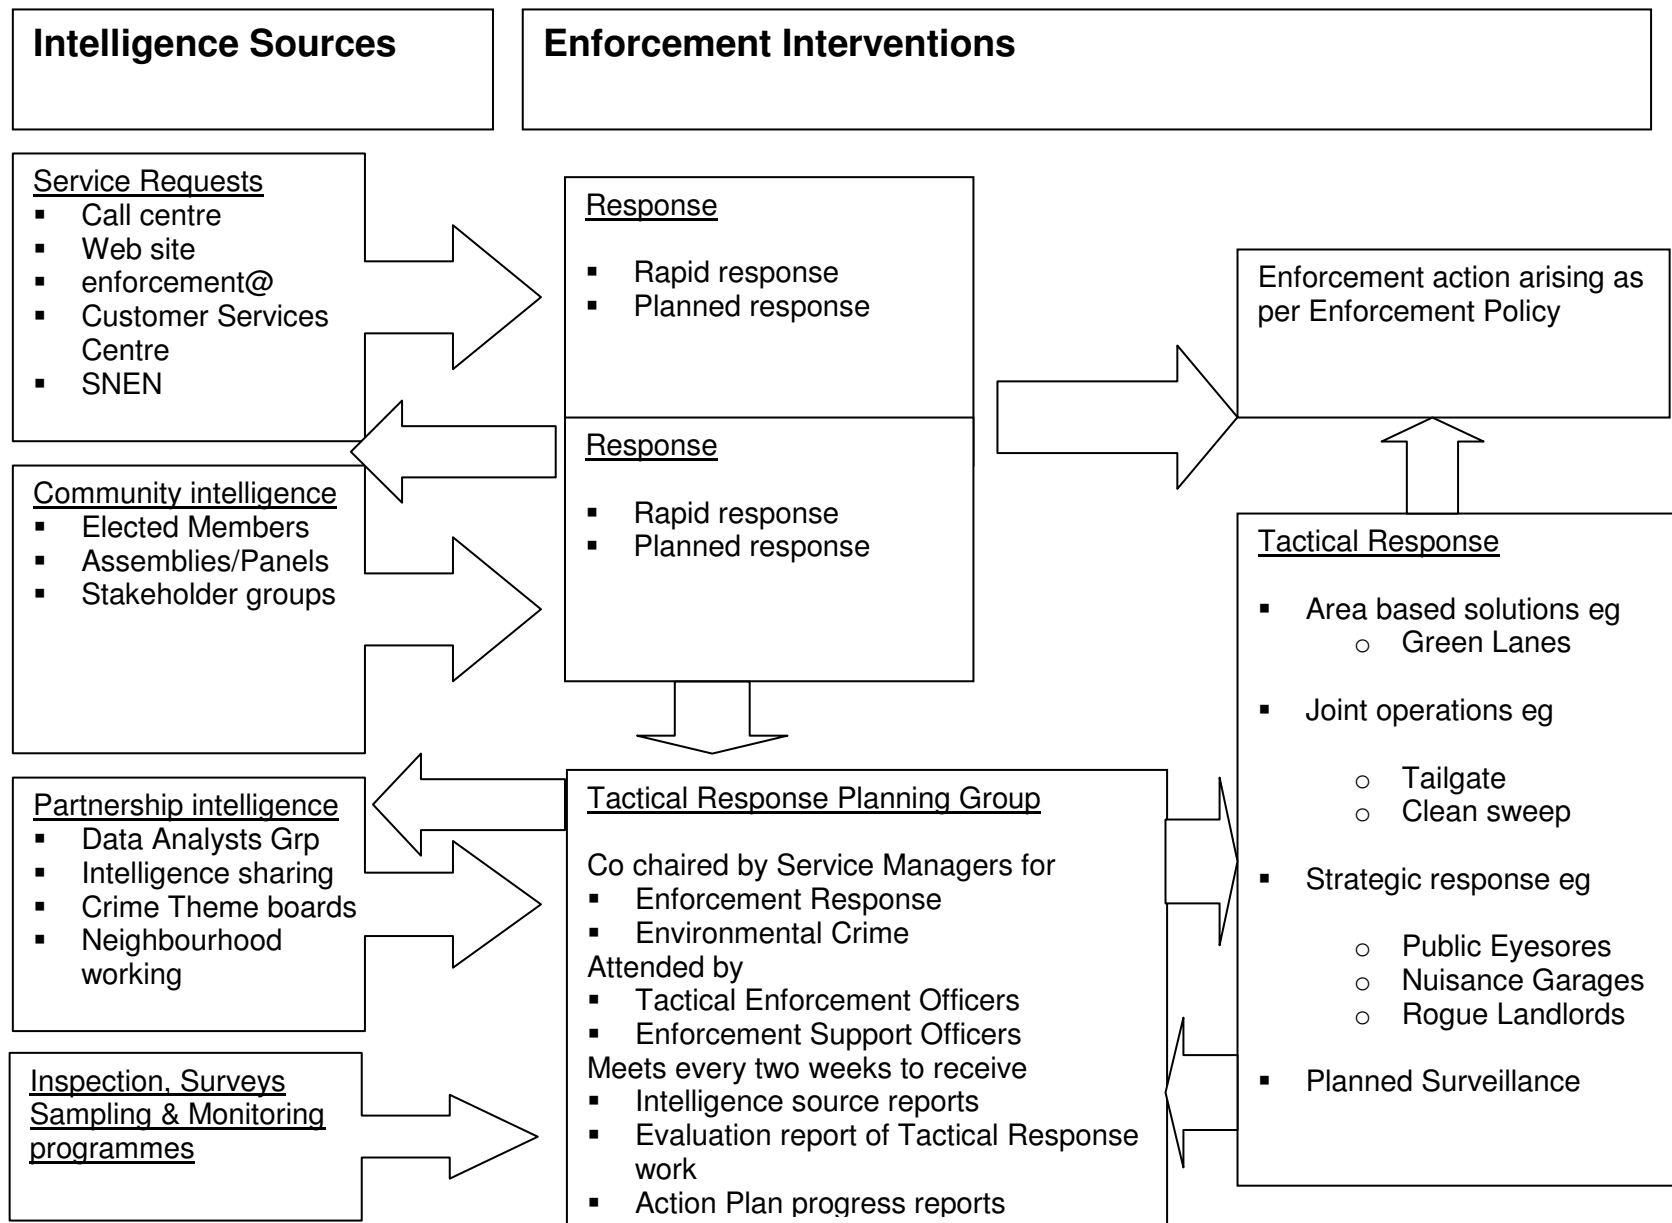 Intelligence Sources
Enforcement Interventions
Service Requests
▪ Call centre
▪ Web site
▪ enforcement@
▪ Customer Services
Centre
▪ SNEN
Response
▪ Rapid response
▪ Planned response
Enforcement action arising as
per Enforcement Policy
Community intelligence
▪ Elected Members
▪ Assemblies/Panels
▪ Stakeholder groups
Response
▪ Rapid response
▪ Planned response
Tactical Response
▪ Area based solutions eg
o Green Lanes
▪ Joint operations eg
o Tailgate
o Clean sweep
▪ Strategic response eg
o Public Eyesores
o Nuisance Garages
o Rogue Landlords
▪ Planned Surveillance
Partnership intelligence
▪ Data Analysts Grp
▪ Intelligence sharing
▪ Crime Theme boards
▪ Neighbourhood
working
Tactical Response Planning Group
Co chaired by Service Managers for
▪ Enforcement Response
▪ Environmental Crime
Attended by
▪ Tactical Enforcement Officers
▪ Enforcement Support Officers
Meets every two weeks to receive
▪ Intelligence source reports
▪ Evaluation report of Tactical Response
work
▪ Action Plan progress reports
Inspection, Surveys
Sampling & Monitoring
programmes